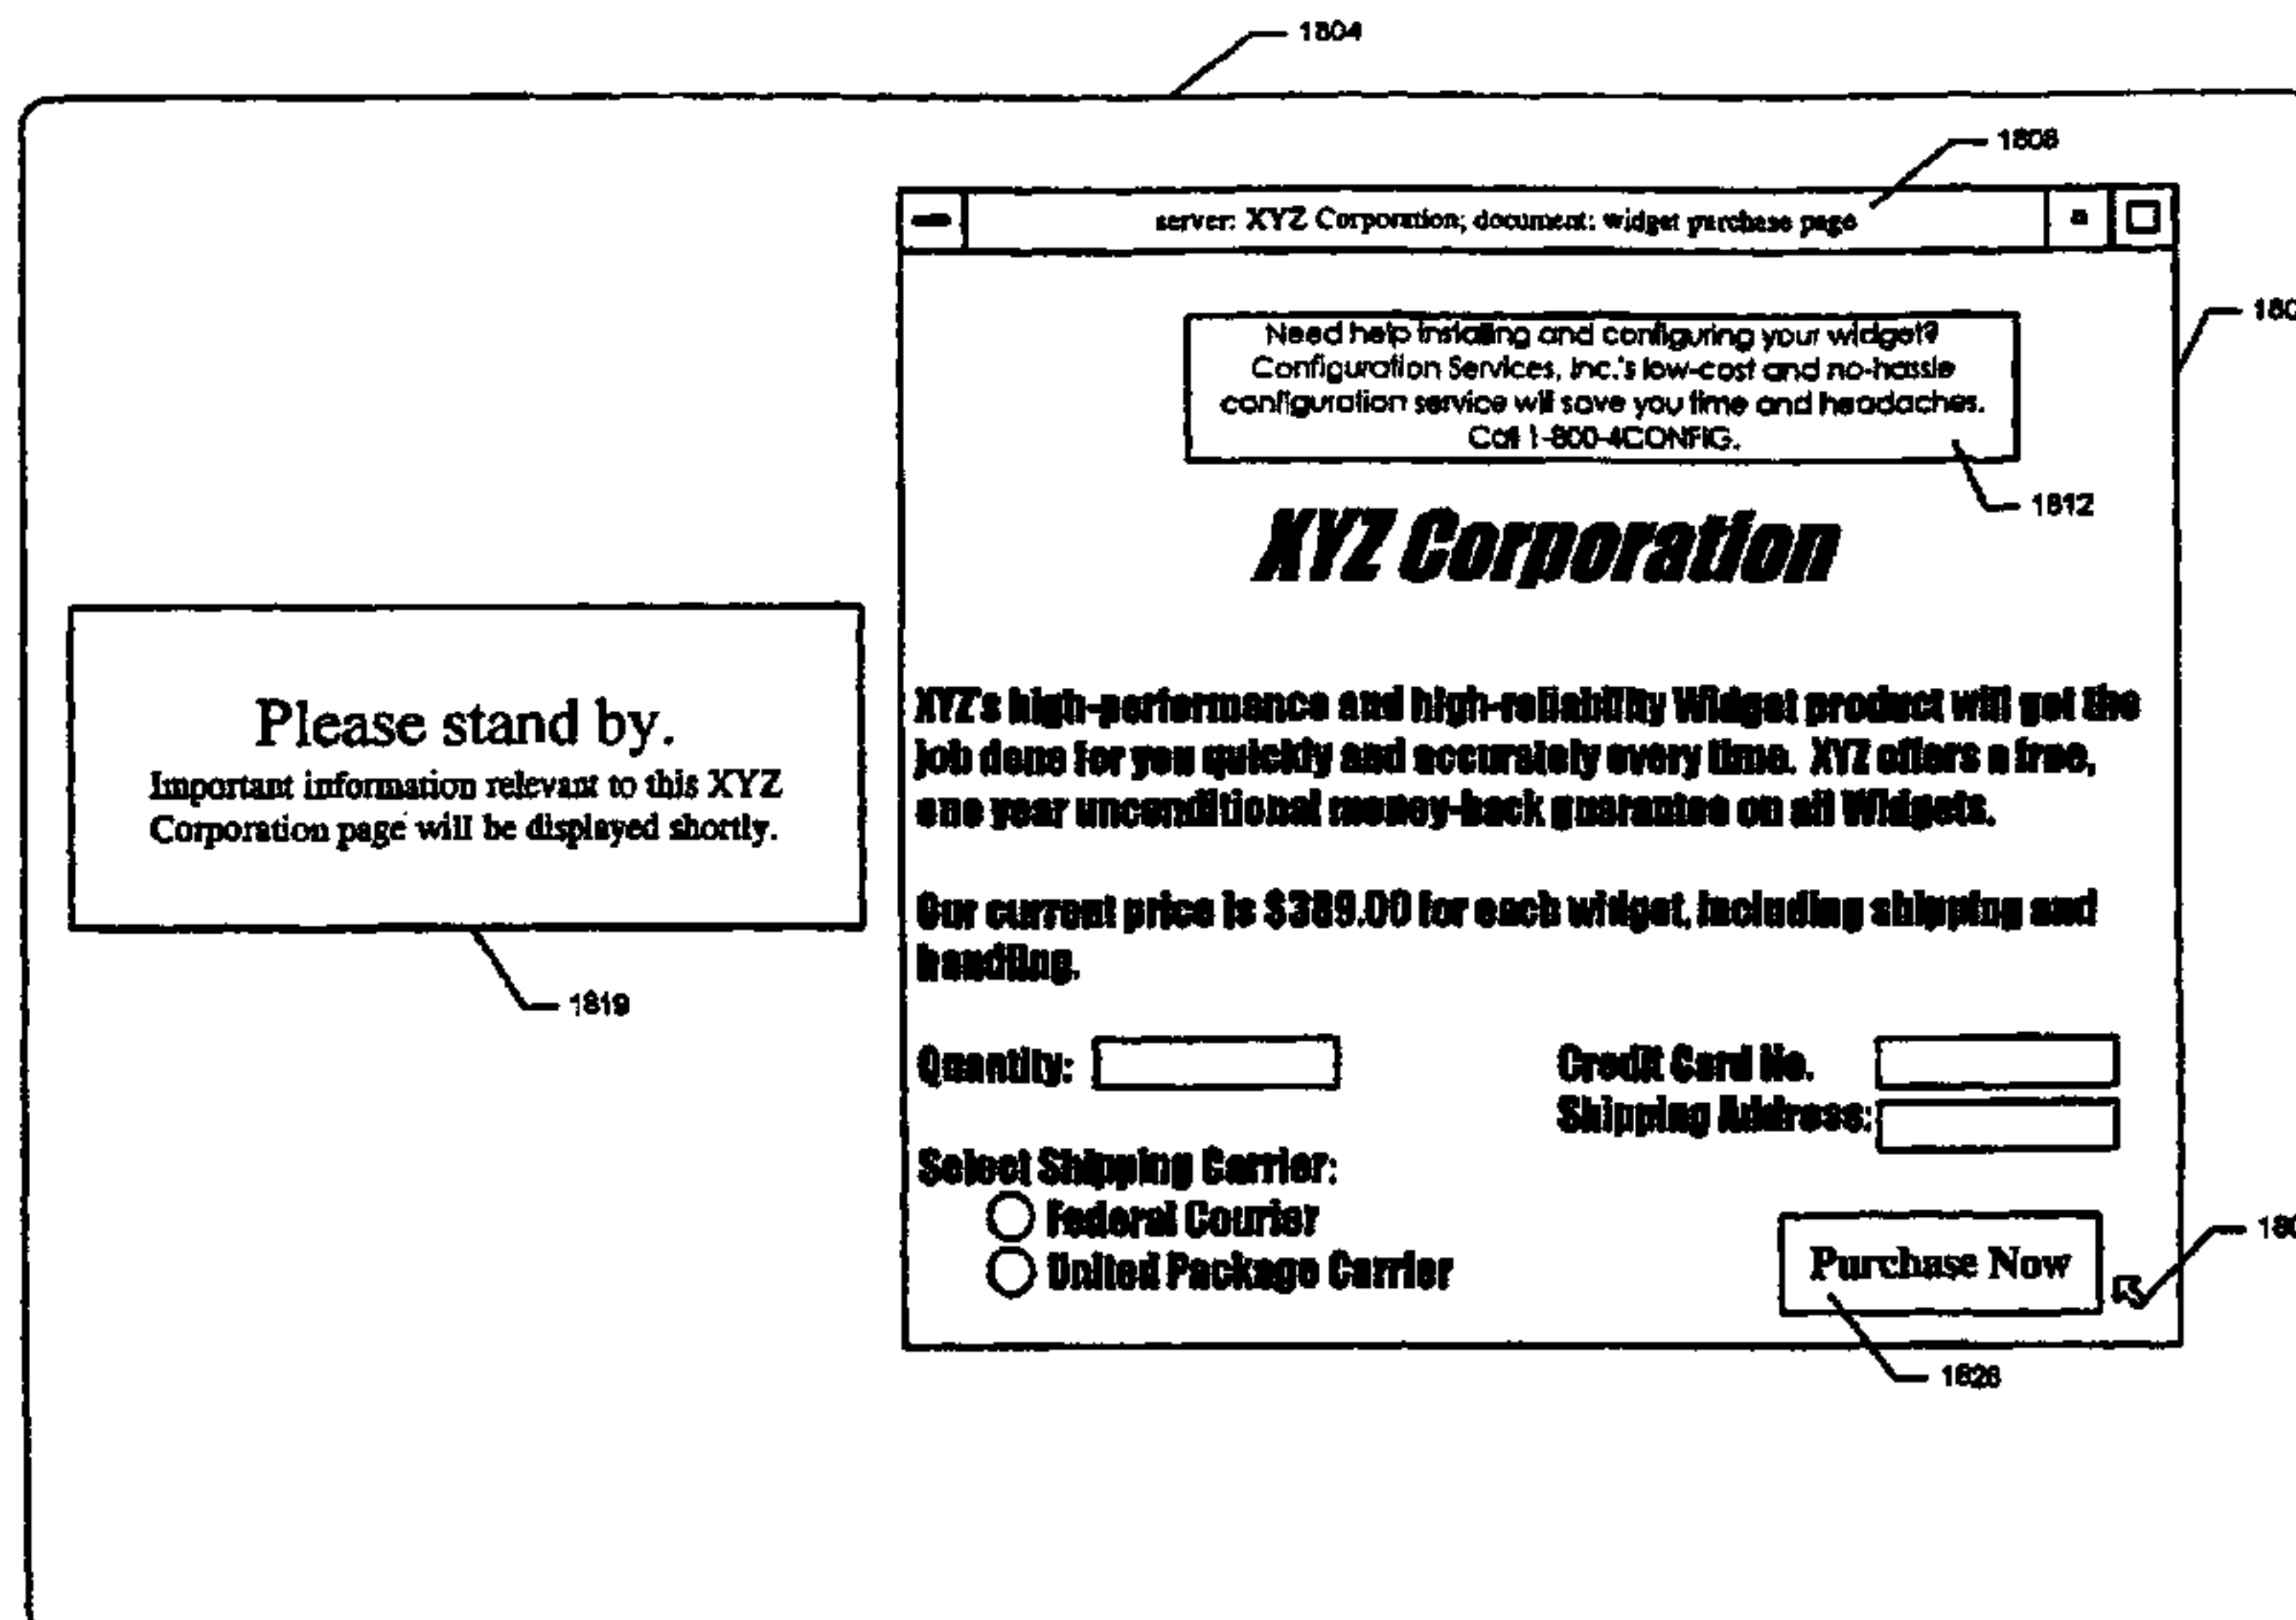 1804
1808
server: XYZ Corporation; document: widget purchase page
180
Need help installing and configuring your widget?
Configuration Services, Inc.'s low-cost and no-hassle
configuration service will save you time and headaches.
Call 1-800-4CONFIG.
1812
XYZ Corporation
Please stand by.
Important information relevant to this XYZ
Corporation page will be displayed shortly.
1819
XYZ's high-performance and high-reliability Widget product will get the
job done for you quickly and accurately every time. XYZ offers a free,
one year unconditional money-back guarantee on all Widgets.
Our current price is $389.00 for each widget, including shipping and
handling.
Quantity:
Credit Card No.
Shipping Address:
Select Shipping Carrier:
Federal Courier
United Package Carrier
Purchase Now
180